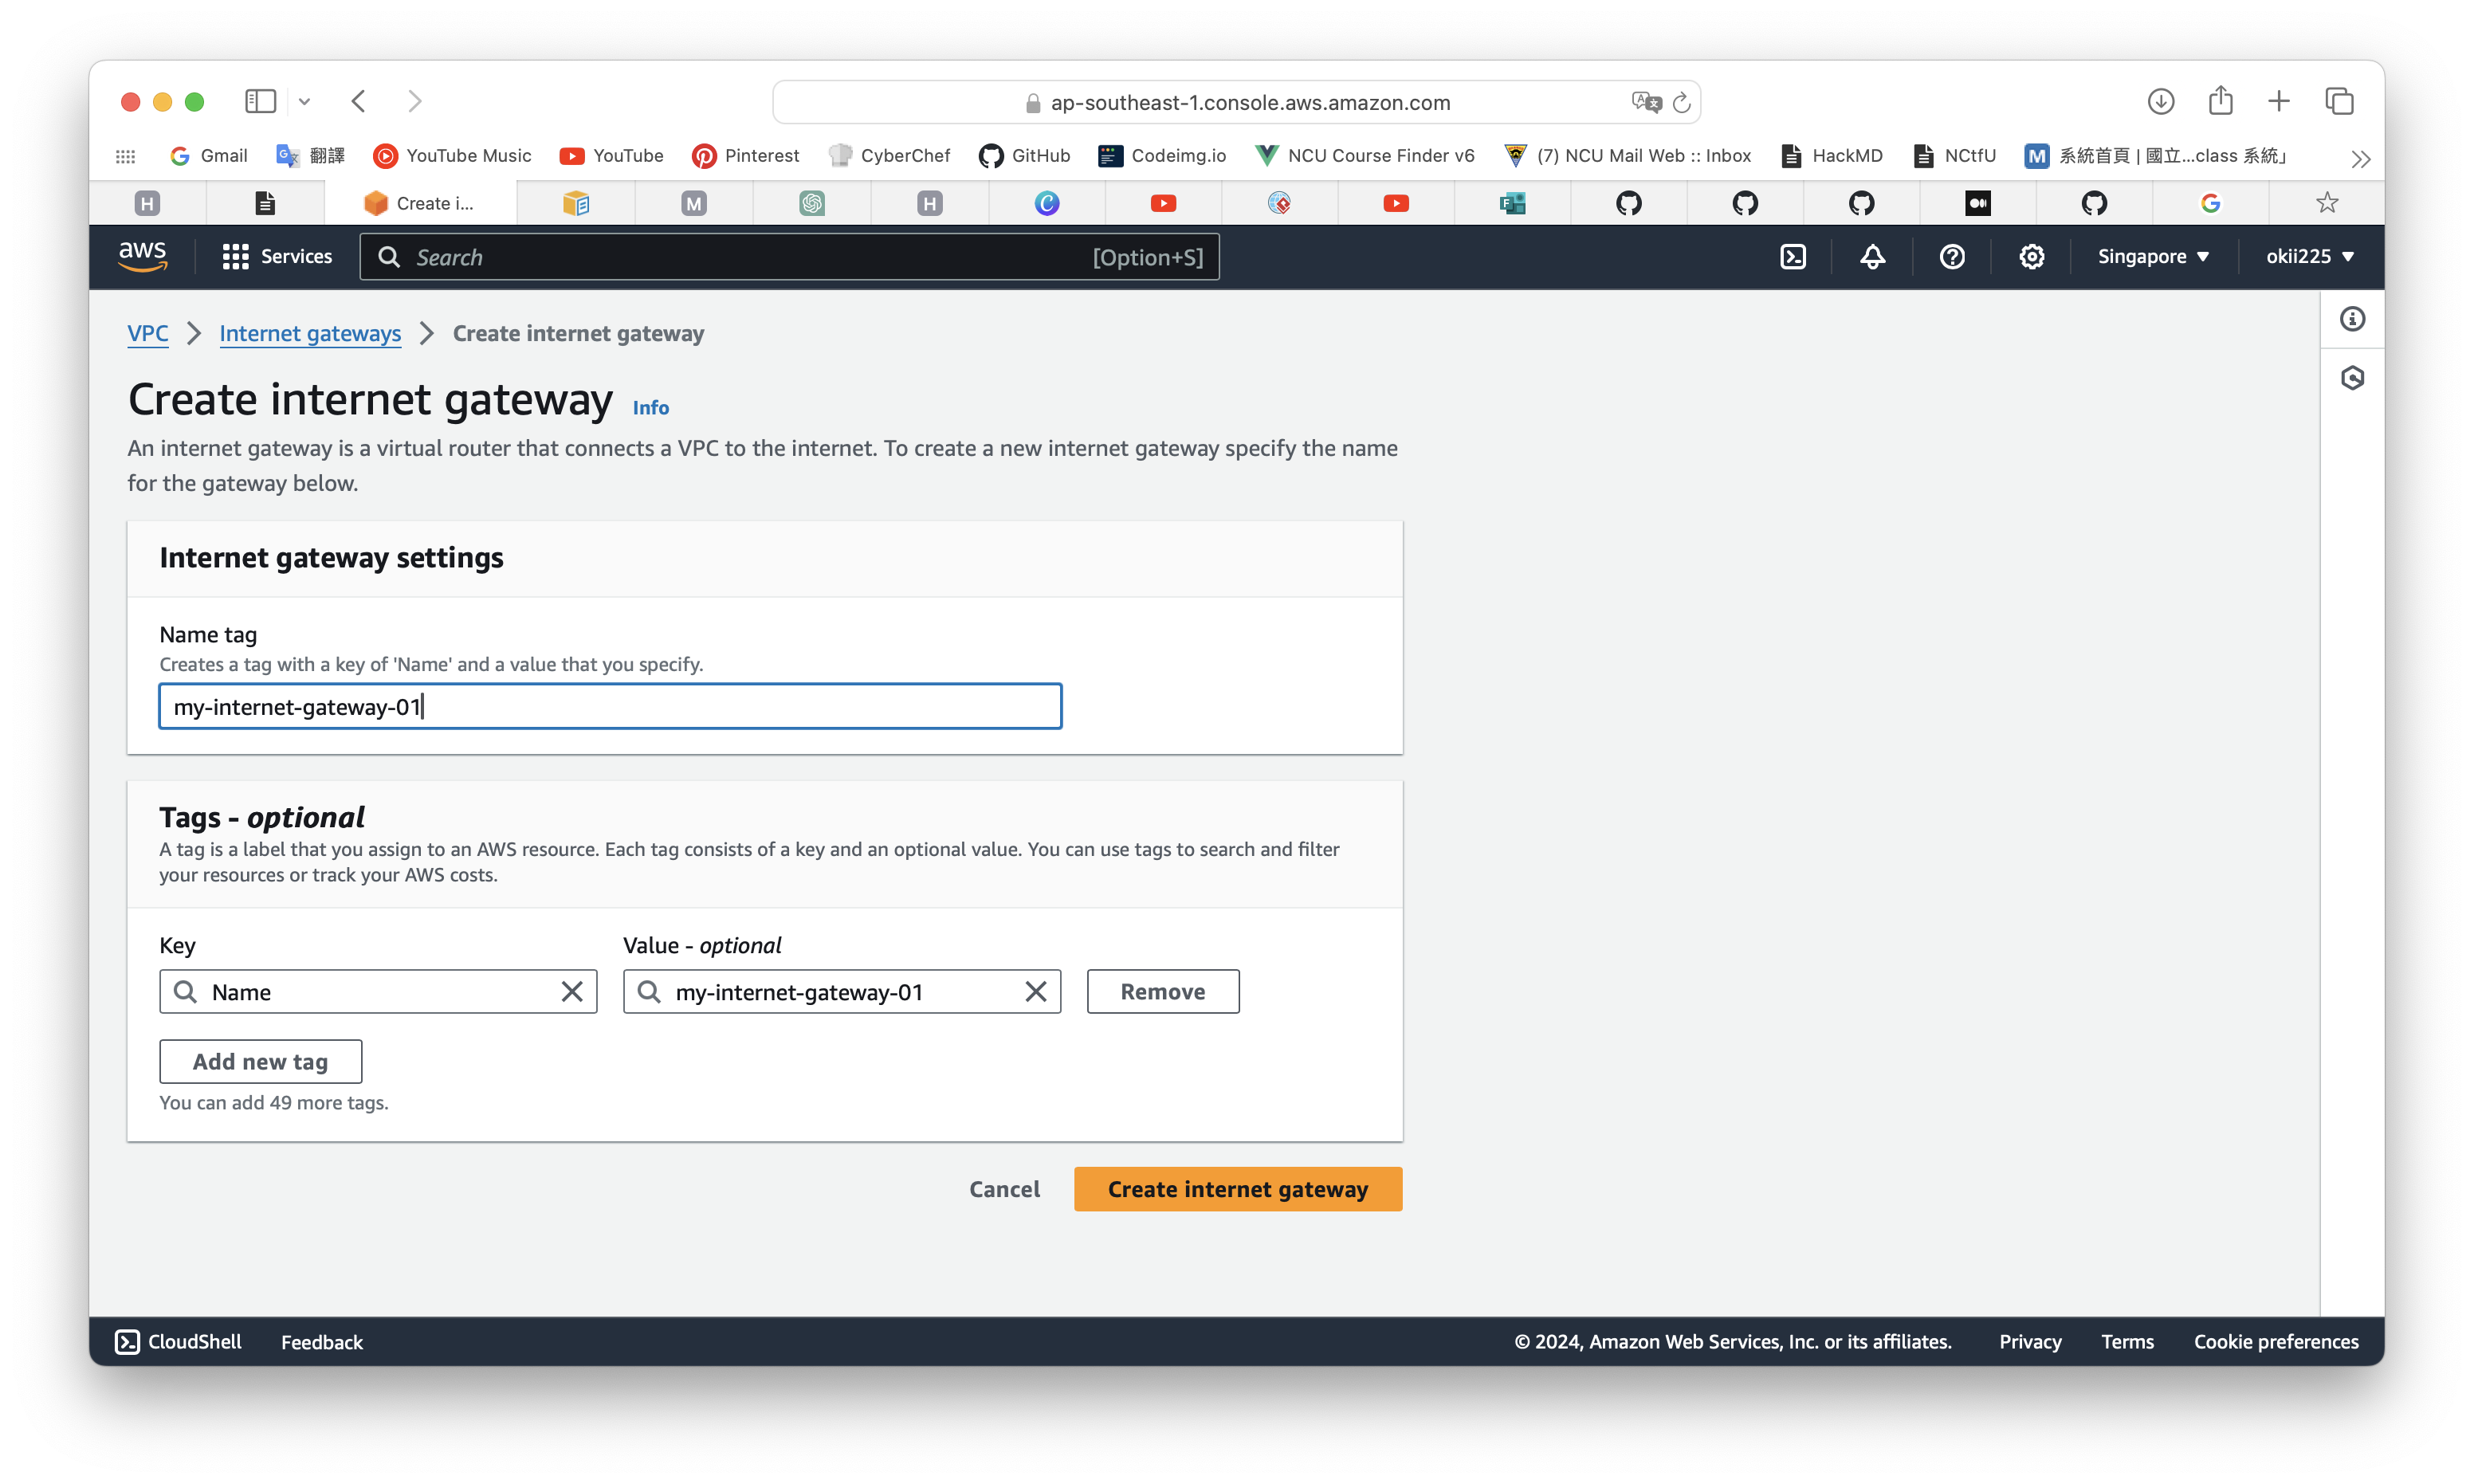 ap-southeast-1.console.aws.amazon.com
Gmail 翻譯 YouTube Music YouTube Pinterest CyberChef GitHub Codeimg.io NCU Course Finder v6 (7) NCU Mail Web :: Inbox HackMD NCtfU M 系統首頁 | 國立...class 系統」
H Create i... M H
aws Services Search [Option+S] Singapore okii225
VPC Internet gateways Create internet gateway
Create internet gateway Info
An internet gateway is a virtual router that connects a VPC to the internet. To create a new internet gateway specify the name
for the gateway below.
Internet gateway settings
Name tag
Creates a tag with a key of 'Name' and a value that you specify.
my-internet-gateway-01
Tags - optional
A tag is a label that you assign to an AWS resource. Each tag consists of a key and an optional value. You can use tags to search and filter
your resources or track your AWS costs.
Key Value - optional
Name my-internet-gateway-01 Remove
Add new tag
You can add 49 more tags.
Cancel Create internet gateway
CloudShell Feedback © 2024, Amazon Web Services, Inc. or its affiliates. Privacy Terms Cookie preferences